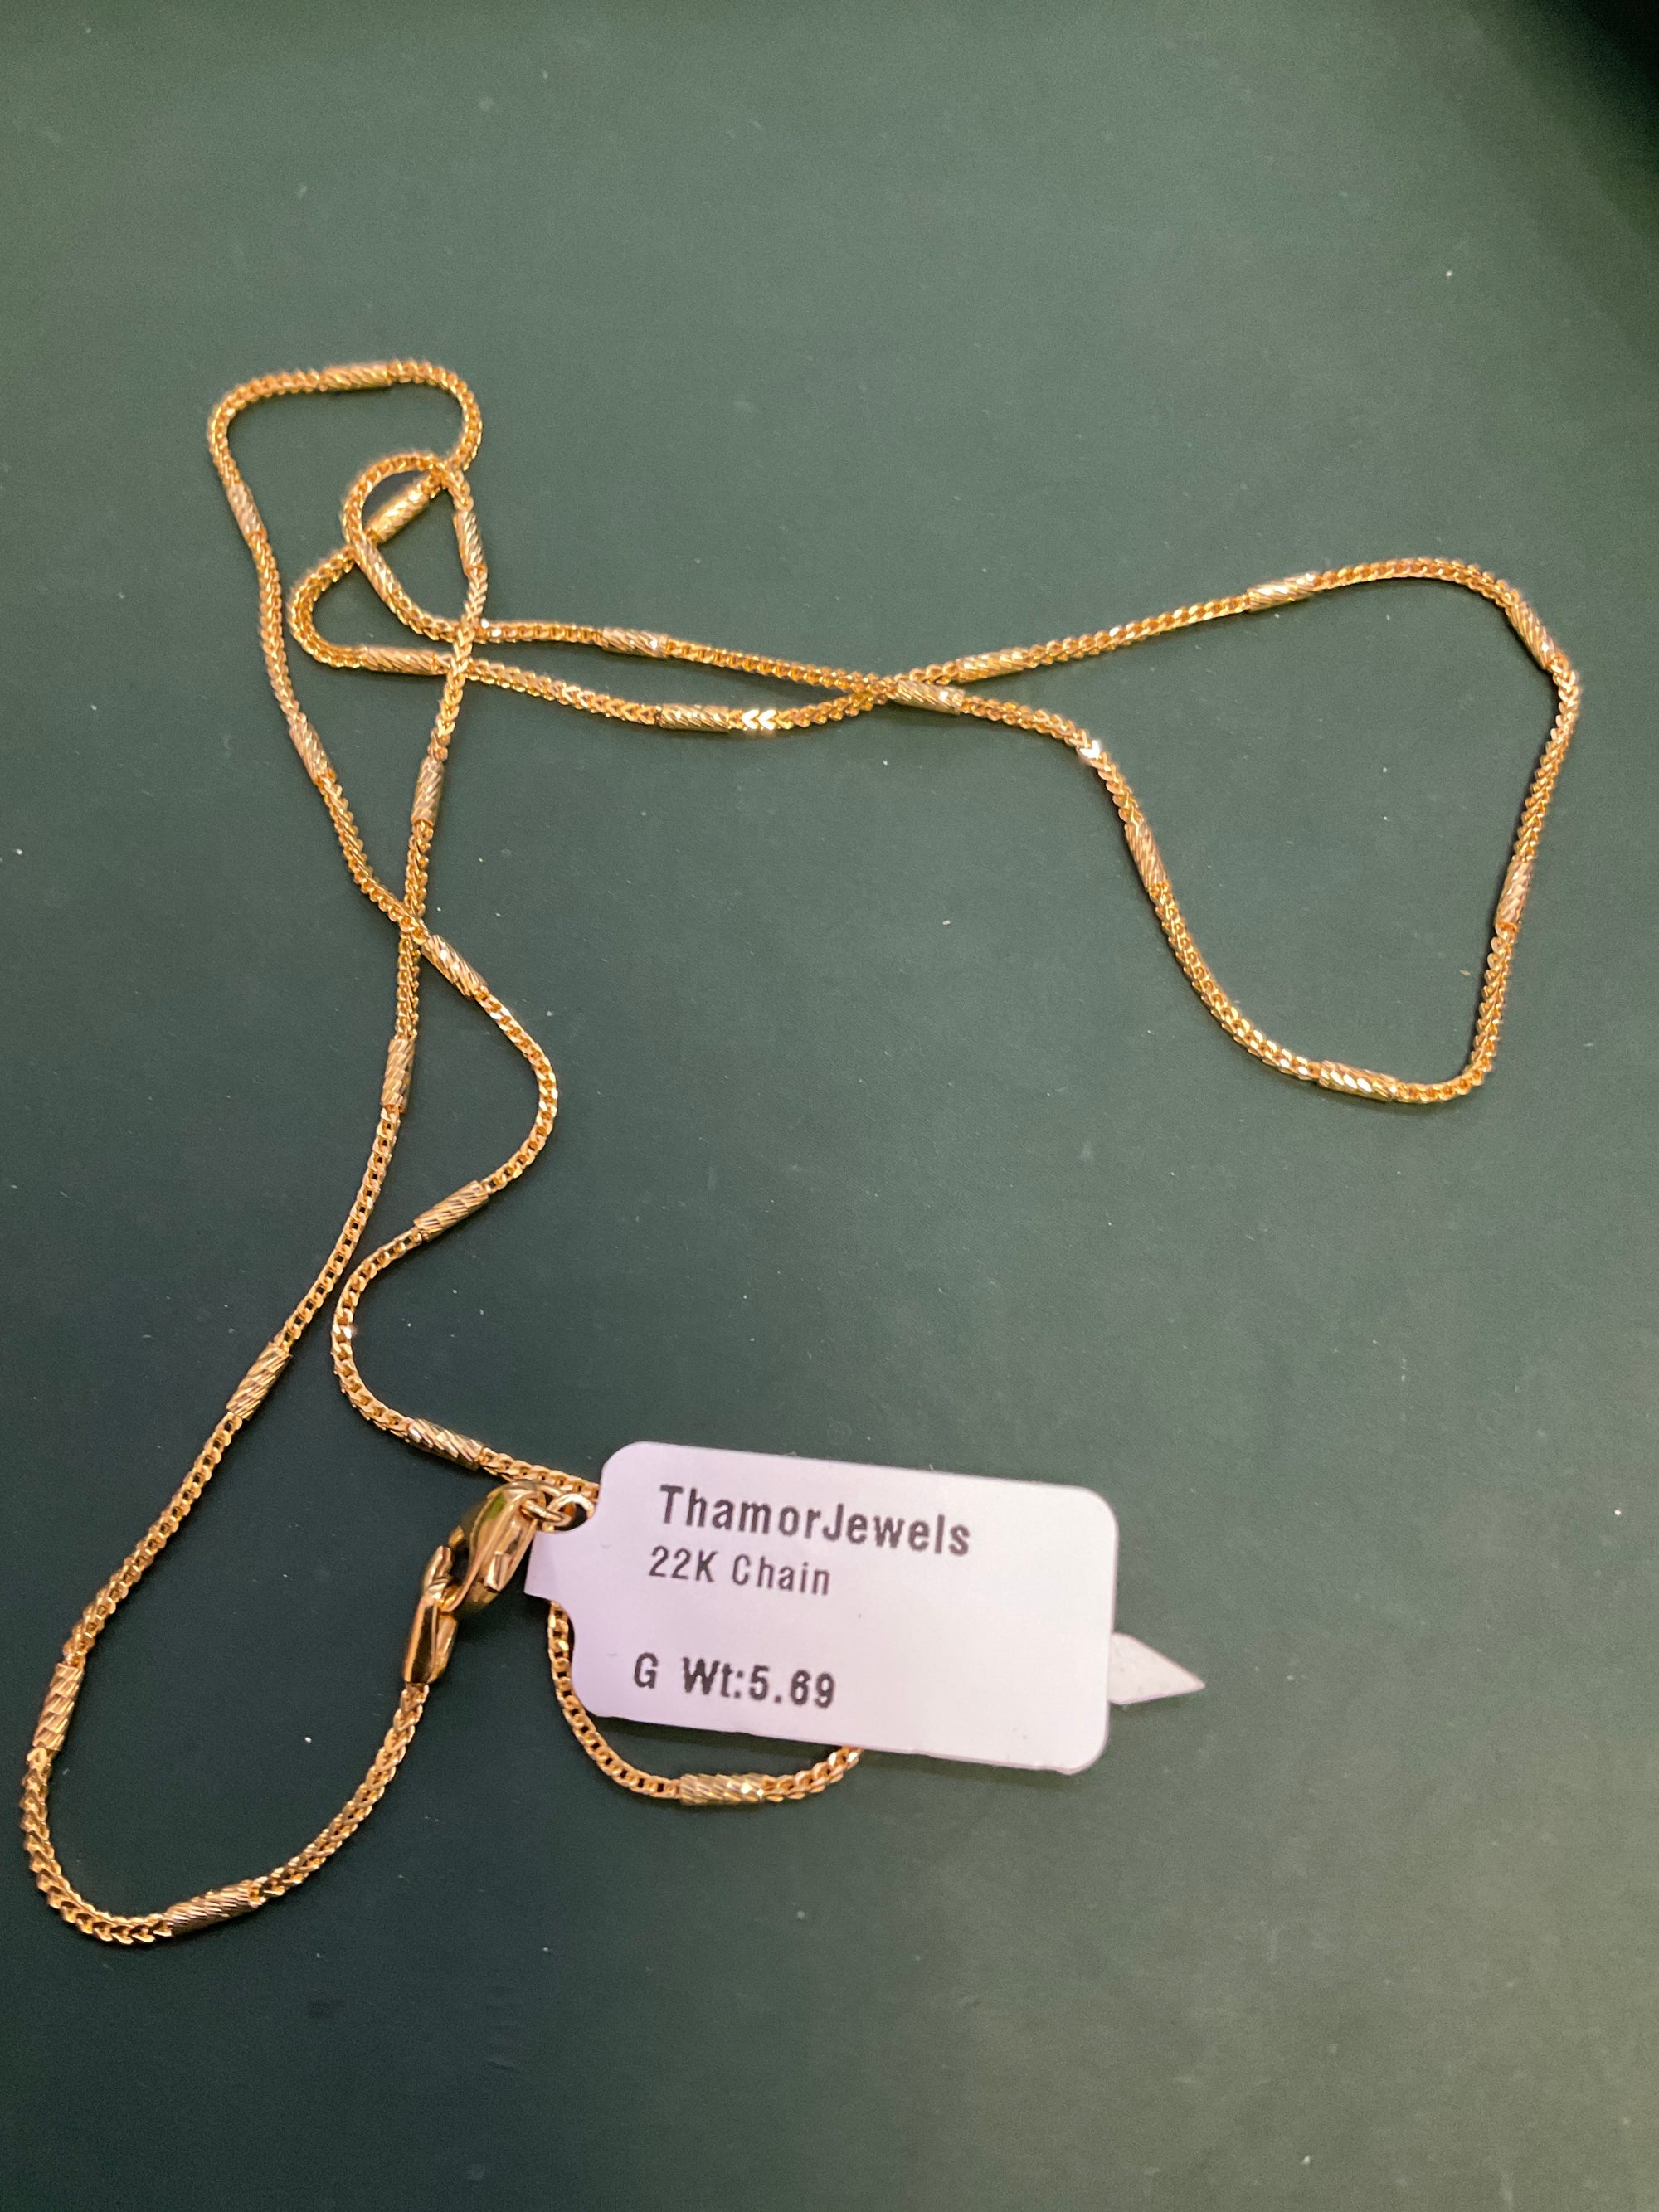 ThamorJewels
22K Chain
G Wt:5.69